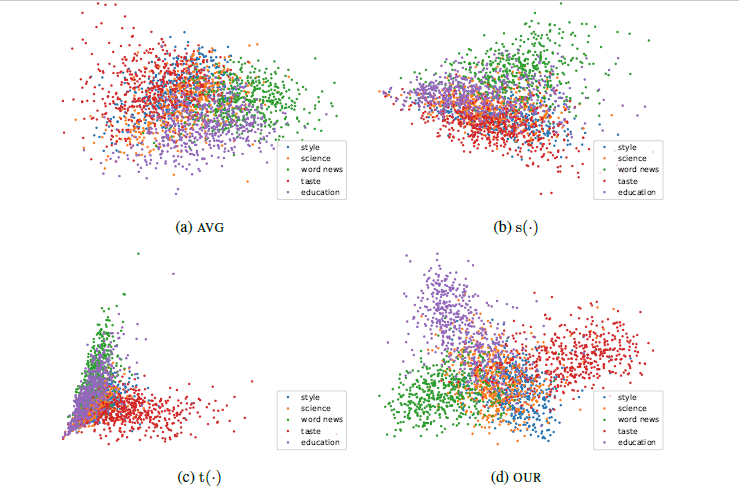 style
science
word news
taste
education
(a) AVG
style
science
word news
taste
education
(b) s(·)
style
science
word news
taste
education
(c) t(·)
style
science
word news
taste
education
(d) OUR